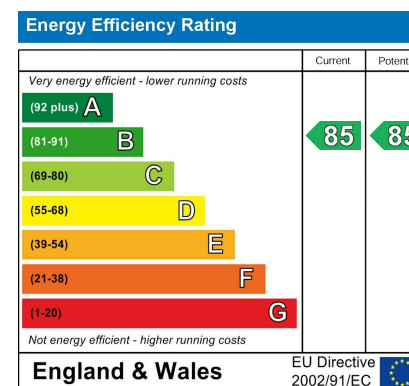 Energy Efficiency Rating
Current Potent
Very energy efficient - lower running costs
(92 plus) A
(81-91) B 85 85
(69-80) C
(55-68) D
(39-54) E
(21-38) F
(1-20) G
Not energy efficient - higher running costs
England & Wales EU Directive
2002/91/EC